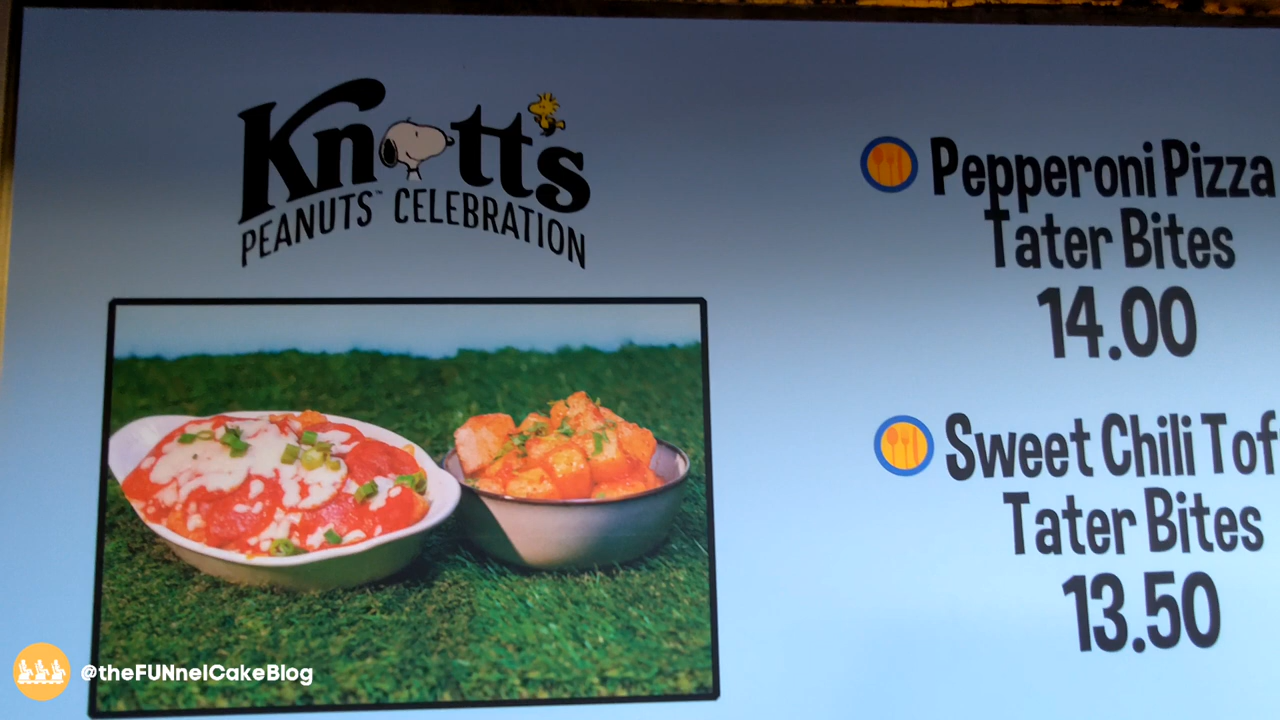 Knott's
PEANUTS™ CELEBRATION
Pepperoni Pizza
Tater Bites
14.00
Sweet Chili Tof
Tater Bites
13.50
@theFUNnelCakeBlog